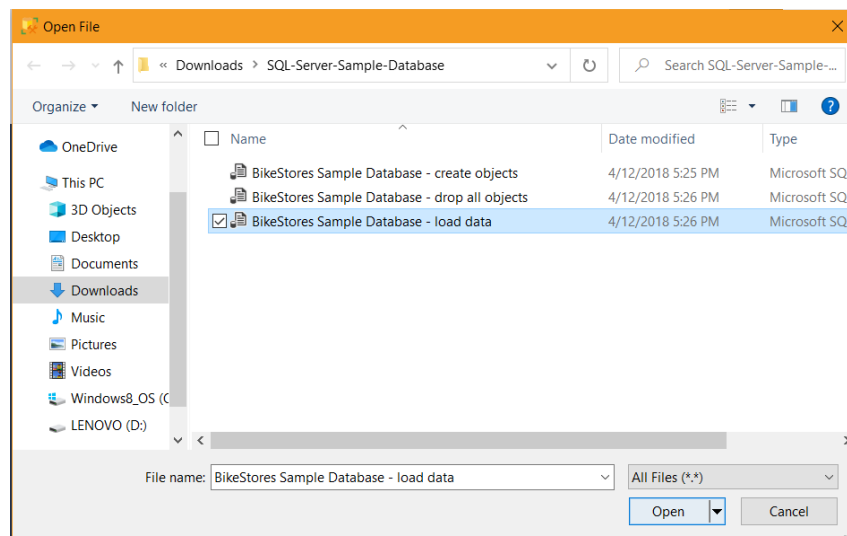 Open File
« Downloads > SQL-Server-Sample-Database
Search SQL-Server-Sample-...
Organize
New folder
Name
Date modified
Type
OneDrive
This PC
3D Objects
Desktop
Documents
Downloads
Music
Pictures
Videos
Windows8_OS (C
LENOVO (D:)
BikeStores Sample Database - create objects 4/12/2018 5:25 PM Microsoft SQ
BikeStores Sample Database - drop all objects 4/12/2018 5:26 PM Microsoft SQ
BikeStores Sample Database - load data 4/12/2018 5:26 PM Microsoft SQ
File name: BikeStores Sample Database - load data
All Files (*.*)
Open
Cancel